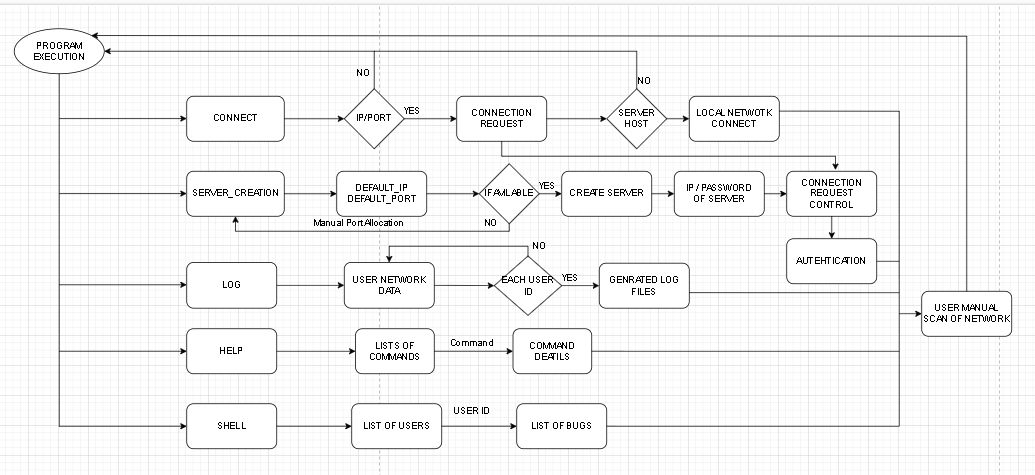 PROGRAM
EXECUTION
NO
NO
CONNECT
IP/PORT
YES
CONNECTION
REQUEST
SERVER
HOST
LOCAL NETWOTK
CONNECT
SERVER_CREATION
DEFAULT_IP
DEFAULT_PORT
IF AVILABLE
YES
CREATE SERVER
IP / PASSWORD
OF SERVER
CONNECTION
REQUEST
CONTROL
Manual Port Allocation
NO
NO
AUTEHTICATION
LOG
USER NETWORK
DATA
EACH USER
ID
YES
GENRATED LOG
FILES
USER MANUAL
SCAN OF NETWORK
HELP
LISTS OF
COMMANDS
Command
COMMAND
DEATILS
SHELL
LIST OF USERS
USER ID
LIST OF BUGS